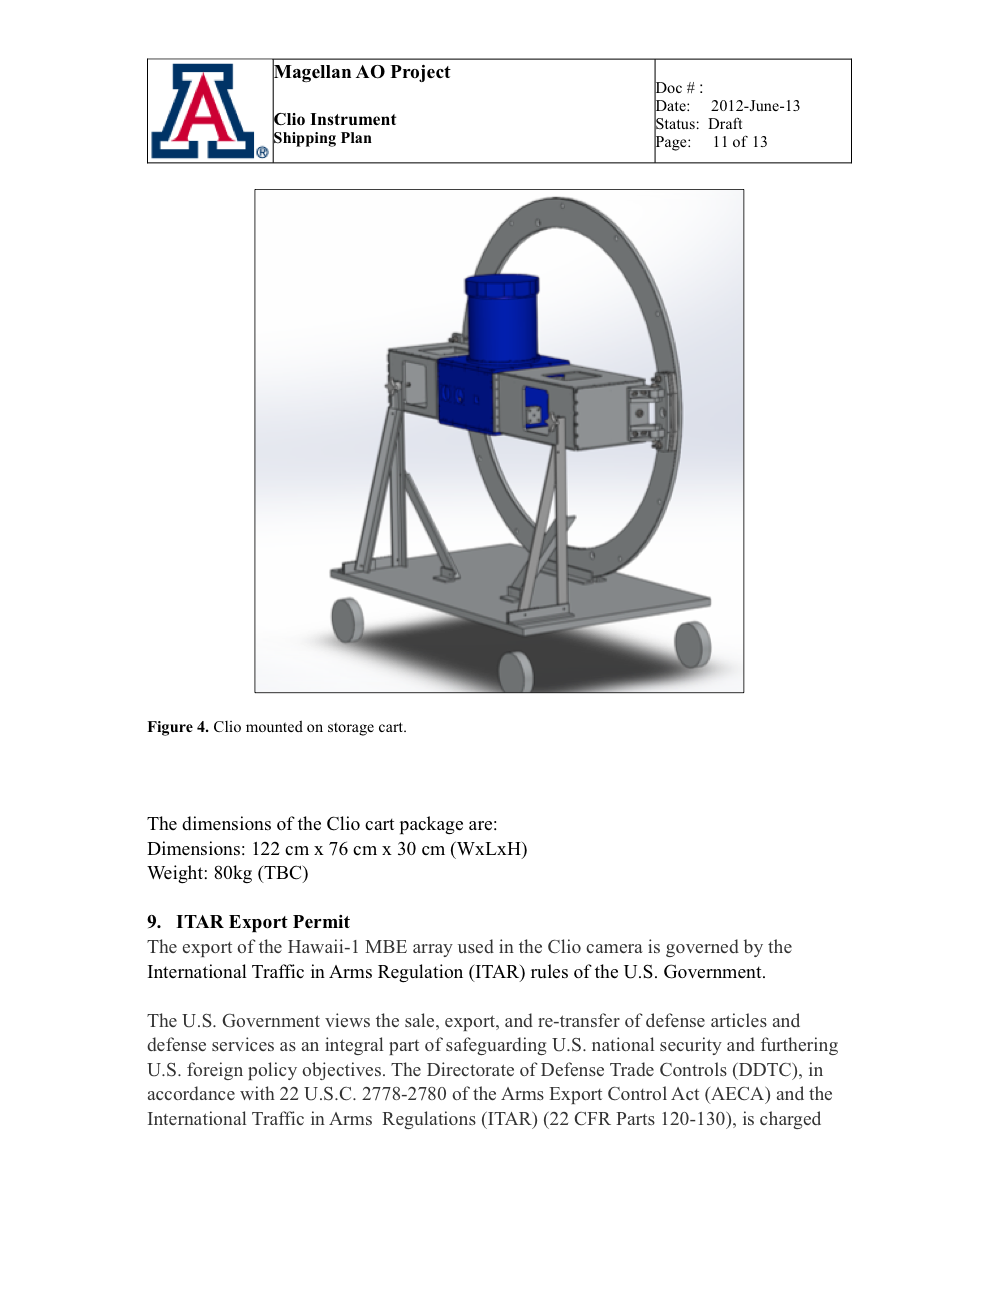 Magellan AO Project
Clio Instrument
Shipping Plan
Doc # :
Date: 2012-June-13
Status: Draft
Page: 11 of 13
A
®
Figure 4. Clio mounted on storage cart.
The dimensions of the Clio cart package are:
Dimensions: 122 cm x 76 cm x 30 cm (WxLxH)
Weight: 80kg (TBC)
9. ITAR Export Permit
The export of the Hawaii-1 MBE array used in the Clio camera is governed by the
International Traffic in Arms Regulation (ITAR) rules of the U.S. Government.
The U.S. Government views the sale, export, and re-transfer of defense articles and
defense services as an integral part of safeguarding U.S. national security and furthering
U.S. foreign policy objectives. The Directorate of Defense Trade Controls (DDTC), in
accordance with 22 U.S.C. 2778-2780 of the Arms Export Control Act (AECA) and the
International Traffic in Arms Regulations (ITAR) (22 CFR Parts 120-130), is charged